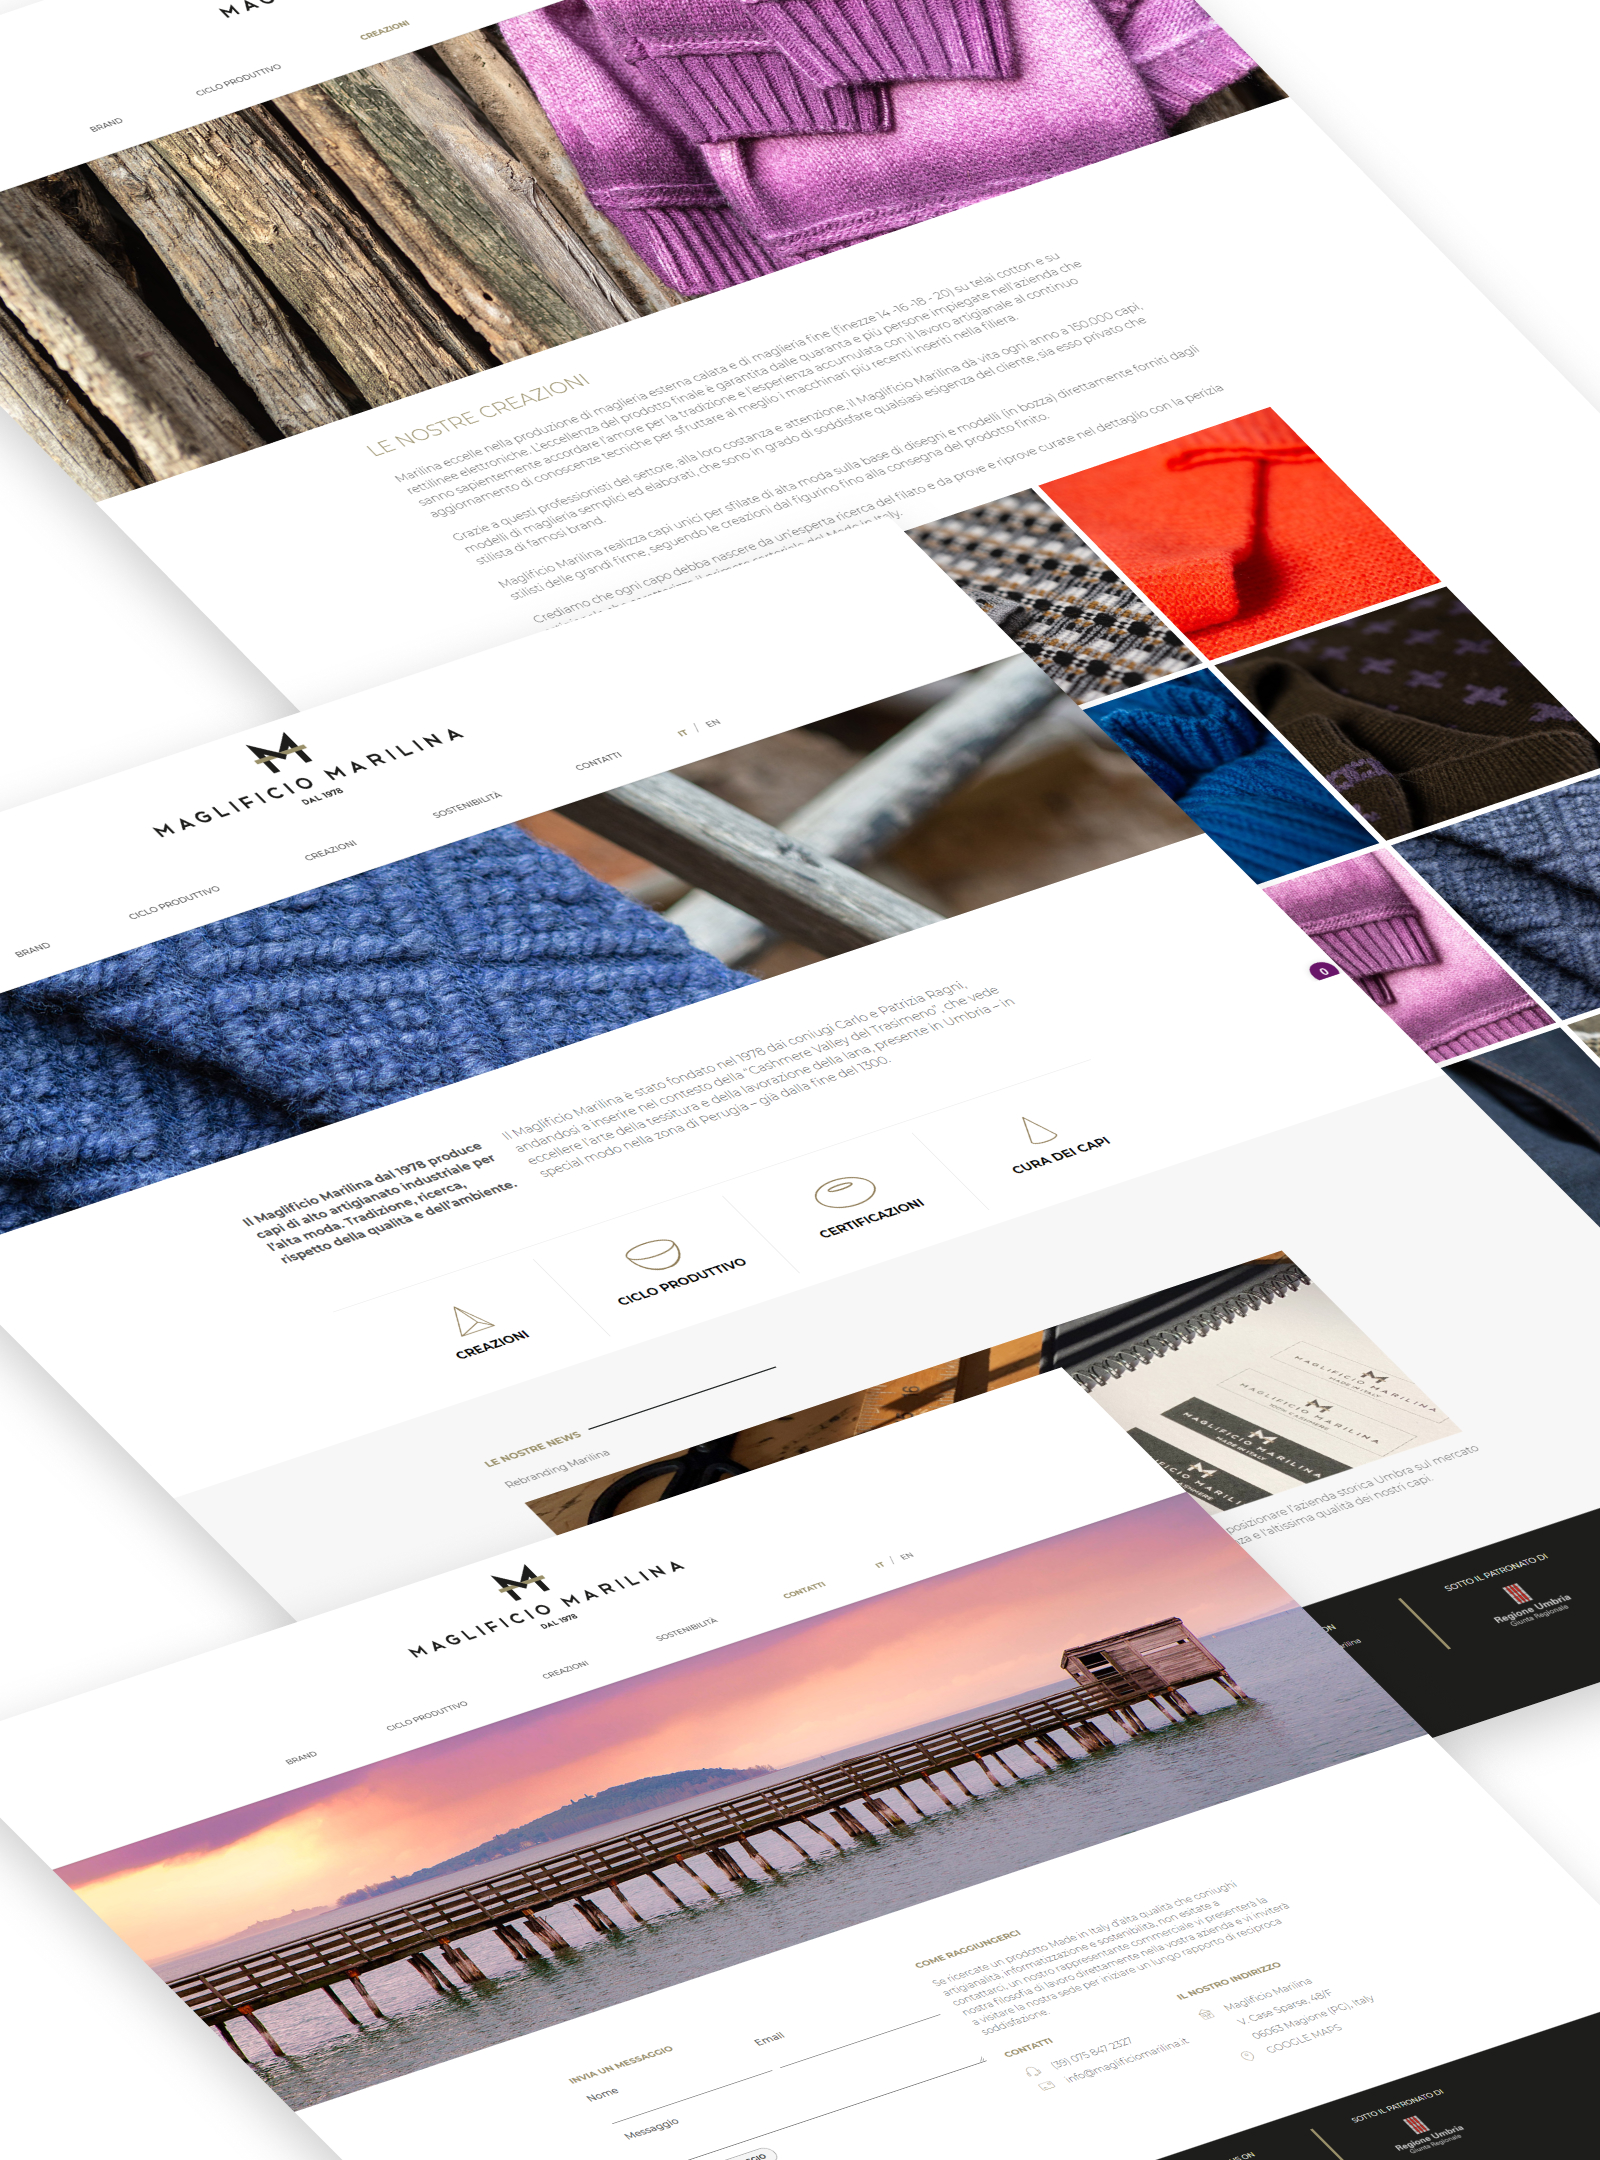 CREAZIONI
CICLO PRODUTTIVO
BRAND
LE NOSTRE CREAZIONI
Marilina eccelle nella produzione di maglieria esterna calata e di maglieria fine (finezze 14 -16 -18 - 20) su telai cotton e su
rettilinee elettroniche. L'eccellenza del prodotto finale è garantita dalle quaranta e più persone impiegate nell'azienda che
sanno sapientemente accordare l'amore per la tradizione e l'esperienza accumulata con il lavoro artigianale al continuo
aggiornamento di conoscenze tecniche per sfruttare al meglio i macchinari più recenti inseriti nella filiera.
Grazie a questi professionisti del settore, alla loro costanza e attenzione, il Maglificio Marilina dà vita ogni anno a 150.000 capi,
modelli di maglieria semplici ed elaborati, che sono in grado di soddisfare qualsiasi esigenza del cliente, sia esso privato che
stilista di famosi brand.
Maglificio Marilina realizza capi unici per sfilate di alta moda sulla base di disegni e modelli (in bozza) direttamente forniti dagli
stilisti delle grandi firme, seguendo le creazioni dal figurino fino alla consegna del prodotto finito.
Crediamo che ogni capo debba nascere da un'esperta ricerca del filato e da prove e riprove curate nel dettaglio con la perizia
MAGLIFICIO MARILINA
DAL 1978
IT / EN
CONTATTI
SOSTENIBILITÀ
CREAZIONI
CICLO PRODUTTIVO
BRAND
Il Maglificio Marilina dal 1978 produce
capi di alto artigianato industriale per
l'alta moda. Tradizione, ricerca,
rispetto della qualità e dell'ambiente.
Il Maglificio Marilina è stato fondato nel 1978 dai coniugi Carlo e Patrizia Ragni,
andandosi a inserire nel contesto della "Cashmere Valley del Trasimeno", che vede
eccellere l'arte della tessitura e della lavorazione della lana, presente in Umbria – in
special modo nella zona di Perugia – già dalla fine del 1300.
0
CREAZIONI
CICLO PRODUTTIVO
CERTIFICAZIONI
CURA DEI CAPI
LE NOSTRE NEWS
Rebranding Marilina
16
MAGLIFICIO MARILINA
MADE IN ITALY
MAGLIFICIO MARILINA
100% CASHMERE
MAGLIFICIO MARILINA
MADE IN ITALY
posizionare l'azienda storica Umbra sul mercato
za e l'altissima qualità dei nostri capi.
SOTTO IL PATRONATO DI
Regione Umbria
Giunta Regionale
MAGLIFICIO MARILINA
DAL 1978
IT / EN
CONTATTI
SOSTENIBILITÀ
CREAZIONI
CICLO PRODUTTIVO
BRAND
INVIA UN MESSAGGIO
Nome
Email
Messaggio
COME RAGGIUNGERCI
Se ricercate un prodotto Made in Italy d'alta qualità che coniughi
artigianalità, informatizzazione e sostenibilità, non esitate a
contattarci, un nostro rappresentante commerciale vi presenterà la
nostra filosofia di lavoro direttamente nella vostra azienda e vi inviterà
a visitare la nostra sede per iniziare un lungo rapporto di reciproca
soddisfazione.
CONTATTI
(39) 075 847 2327
info@maglificiomarilina.it
IL NOSTRO INDIRIZZO
Maglificio Marilina
V. Case Sparse, 48/F
06063 Magione (PG), Italy
GOOGLE MAPS
SOTTO IL PATRONATO DI
Regione Umbria
Giunta Regionale